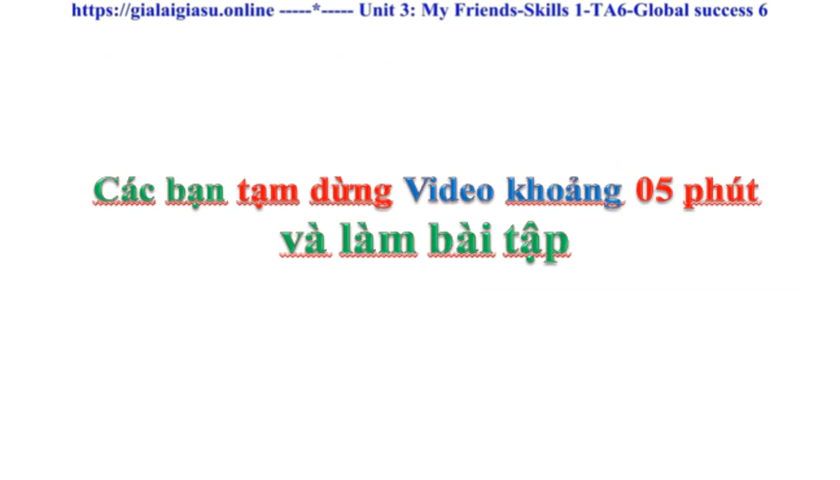 https://gialaigiasu.online -----*----- Unit 3: My Friends-Skills 1-TA6-Global success 6
Các bạn tạm dừng Video khoảng 05 phút
và làm bài tập